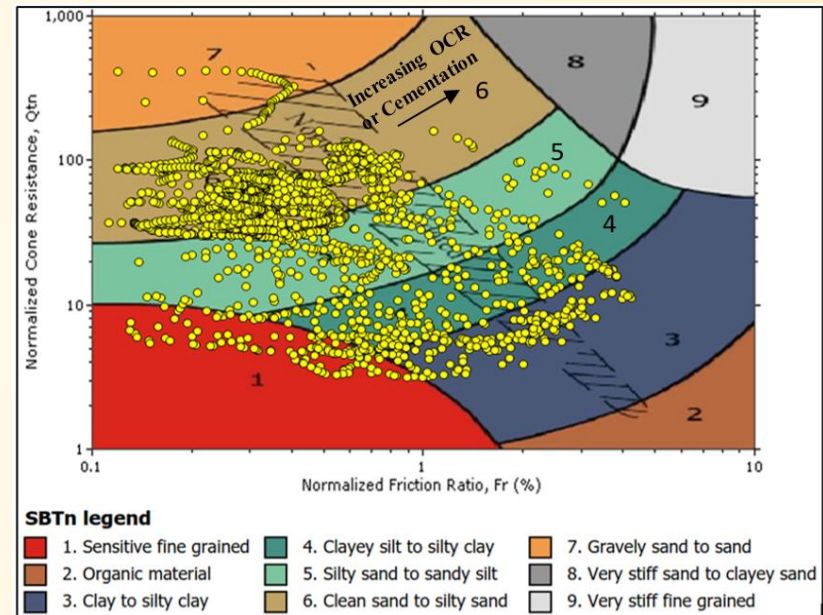 1,000
100
10
1
Normalized Cone Resistance, Qtn
7
8
9
6
5
4
3
1
2
Increasing OCR
or Cementation
0.1
1
10
Normalized Friction Ratio, Fr (%)
SBTn legend
1. Sensitive fine grained
2. Organic material
3. Clay to silty clay
4. Clayey silt to silty clay
5. Silty sand to sandy silt
6. Clean sand to silty sand
7. Gravely sand to sand
8. Very stiff sand to clayey sand
9. Very stiff fine grained